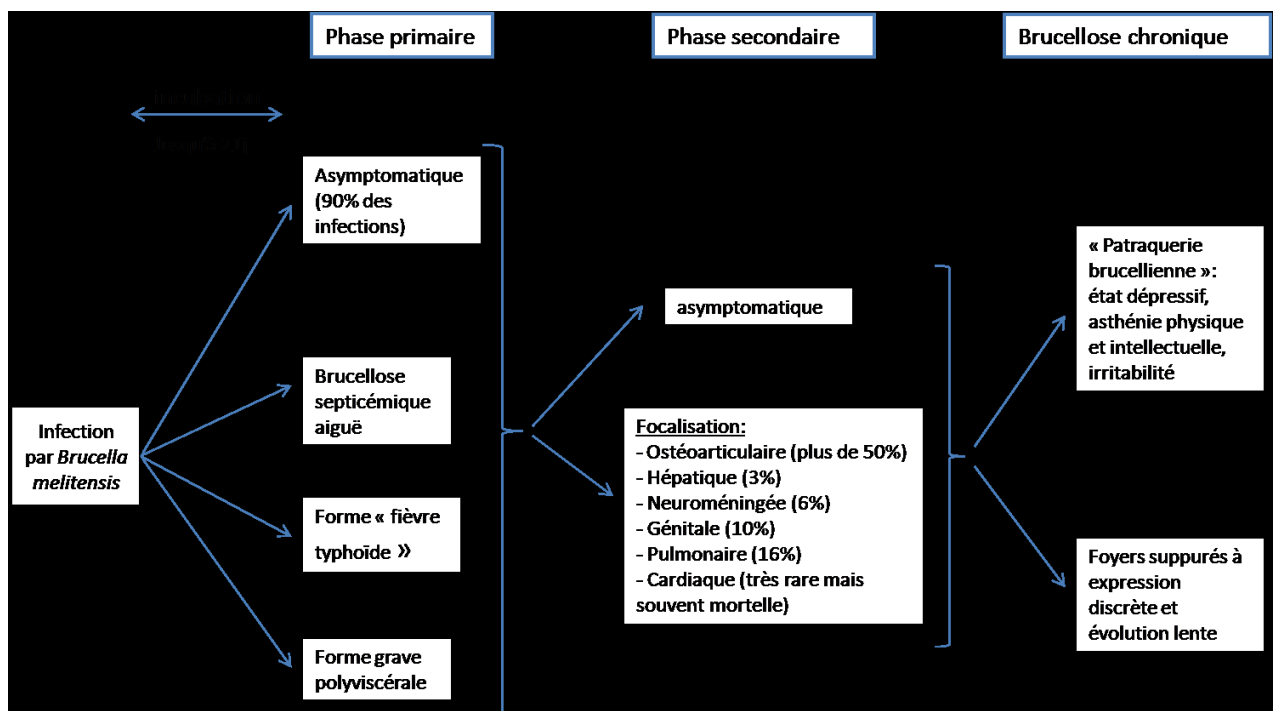 Phase primaire
Phase secondaire
Brucellose chronique
Incubation
Asymptomatique
(90% des
infections)
Brucellose
septicémique
aiguë
Forme « fièvre
typhoïde »
Forme grave
polyviscérale
Infection
par Brucella
melitensis
asymptomatique
Focalisation:
- Ostéoarticulaire (plus de 50%)
- Hépatique (3%)
- Neuroméningée (6%)
- Génitale (10%)
- Pulmonaire (16%)
- Cardiaque (très rare mais
souvent mortelle)
« Patraquerie
brucellienne »:
état dépressif,
asthénie physique
et intellectuelle,
irritabilité
Foyers suppurés à
expression
discrète et
évolution lente